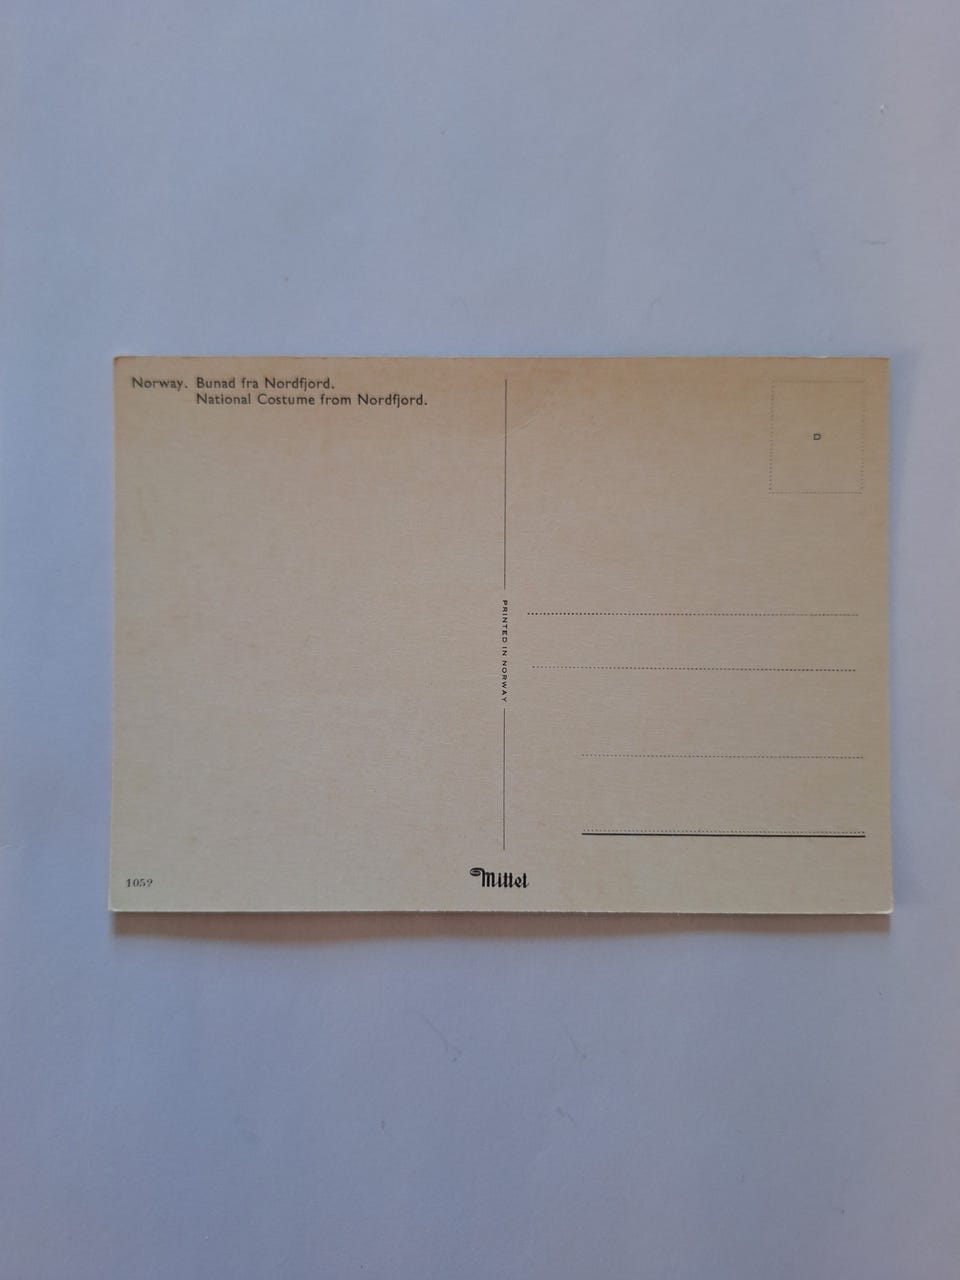 Norway. Bunad fra Nordfjord.
National Costume from Nordfjord.
D
PRINTED IN NORWAY
1052
Mittet